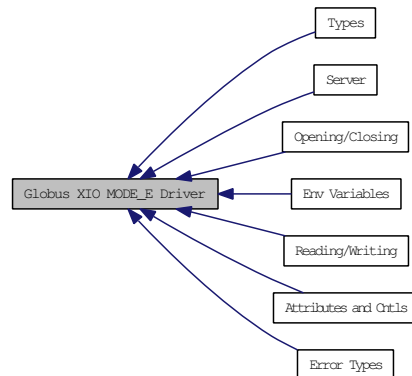 Types
Server
Opening/Closing
Globus XIO MODE_E Driver
Env Variables
Reading/Writing
Attributes and Cntls
Error Types